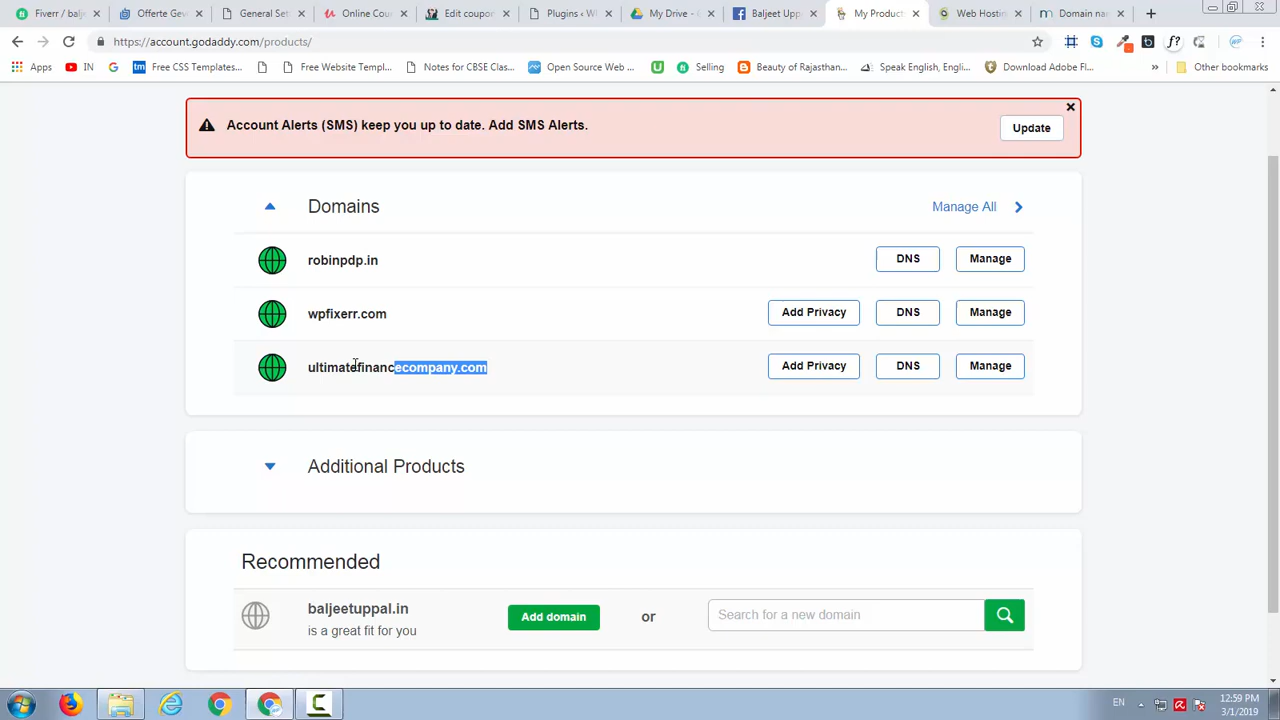 Fiverr / balj
Offerte Gev
General Sett
Online Cour
Edit coupo
Plugins ‹ W
My Drive - G
Baljeet Upp
My Product
Web Hostin
Domain na
https://account.godaddy.com/products/
Apps
IN
Free CSS Templates...
Free Website Templ...
Notes for CBSE Clas...
Open Source Web ...
Selling
Beauty of Rajasthan...
Speak English, Engli...
Download Adobe Fl...
»
Other bookmarks
Account Alerts (SMS) keep you up to date. Add SMS Alerts.
Update
Domains
Manage All
robinpdp.in
DNS
Manage
wpfixerr.com
Add Privacy
DNS
Manage
ultimatefinancecompany.com
Add Privacy
DNS
Manage
Additional Products
Recommended
baljeetuppal.in
is a great fit for you
Add domain
or
Search for a new domain
EN
12:59 PM
3/1/2019